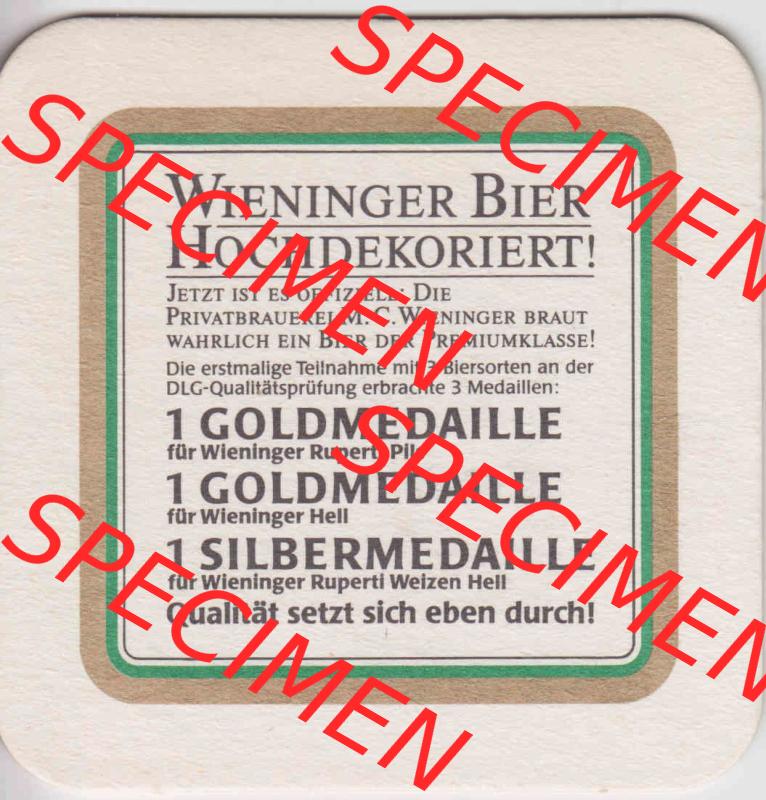 WIENINGER BIER
HOCHDEKORIERT!
JETZT IST ES OFFIZIELL: DIE
PRIVATBRAUEREI M. C. WIENINGER BRAUT
WAHRLICH EIN BIER DER PREMIUMKLASSE!
Die erstmalige Teilnahme mit 3 Biersorten an der
DLG-Qualitätsprüfung erbrachte 3 Medaillen:
1 GOLDMEDAILLE
für Wieninger Ruperti Pils
1 GOLDMEDAILLE
für Wieninger Hell
1 SILBERMEDAILLE
für Wieninger Ruperti Weizen Hell
Qualität setzt sich eben durch!
SPECIMEN
SPECIMEN
SPECIMEN
SPECIMEN